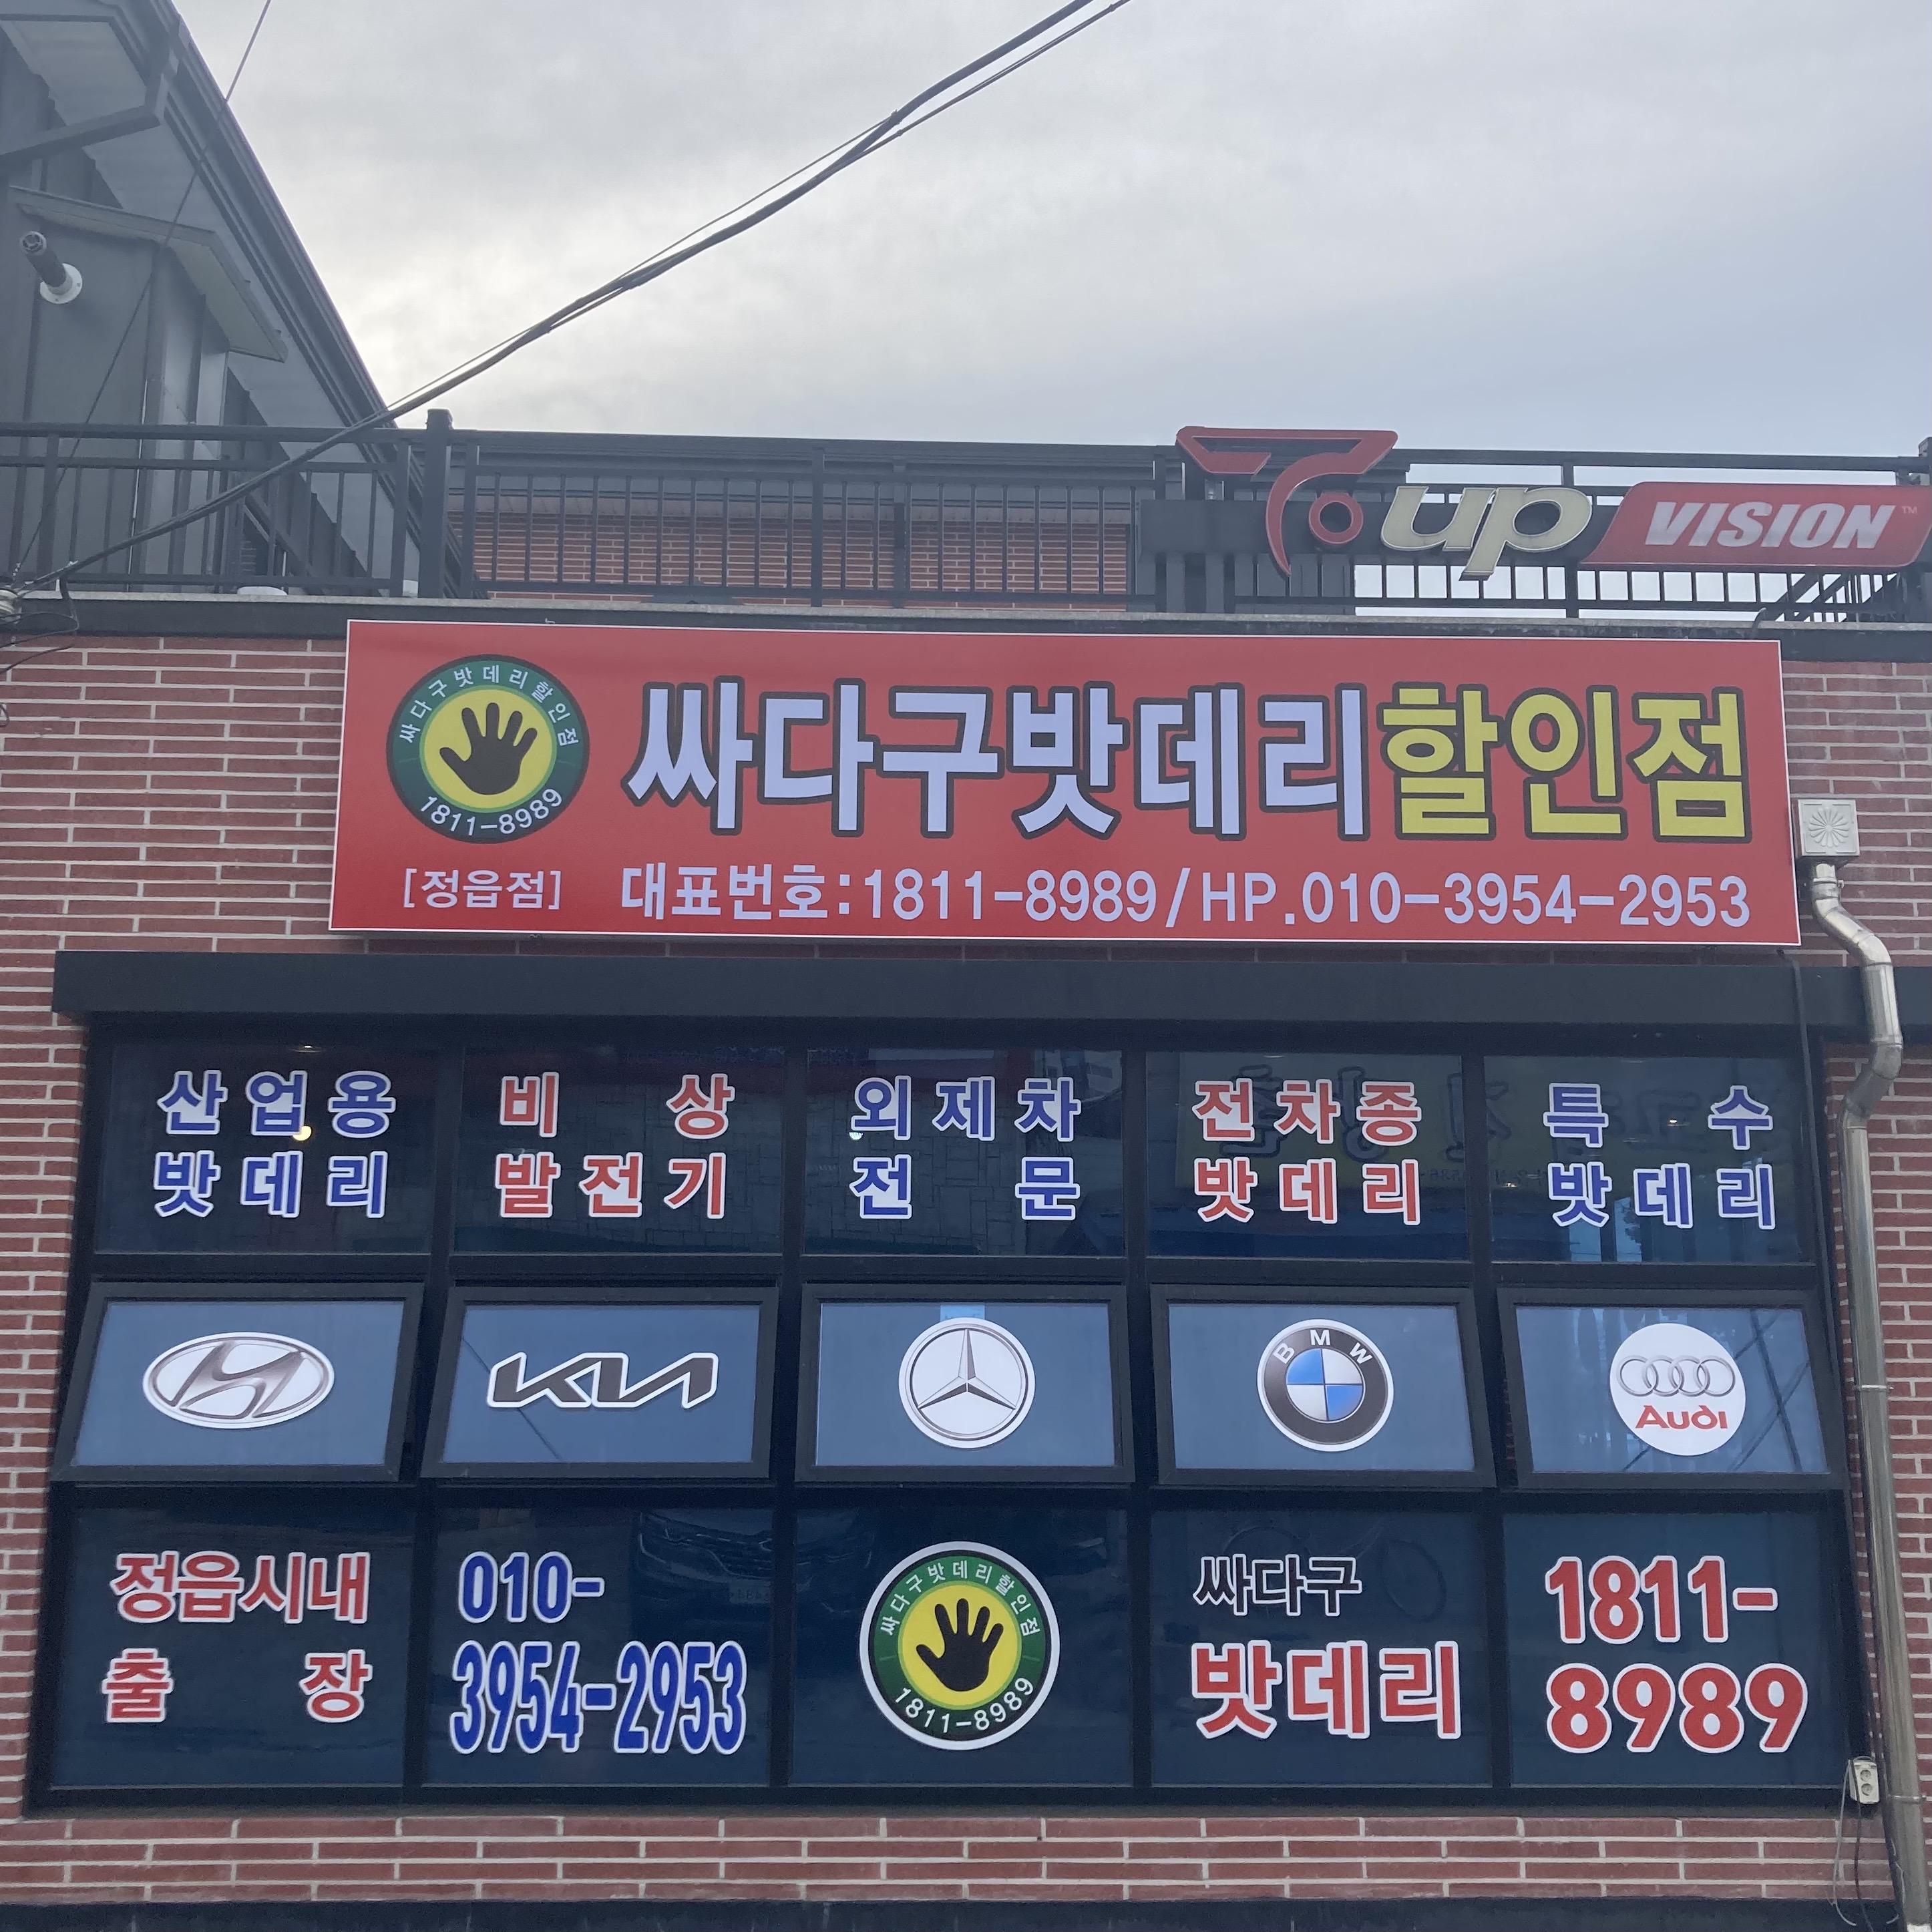 up VISION™
싸다구밧데리할인점
1811-8989
싸다구밧데리할인점
[정읍점] 대표번호:1811-8989/HP.010-3954-2953
산업용
밧데리
비 상
발전기
외제차
전 문
전차종
밧데리
특 수
밧데리
KIA
BMW
Audi
정읍시내
출 장
010-
3954-2953
싸다구밧데리할인점
1811-8989
싸다구
밧데리
1811-
8989